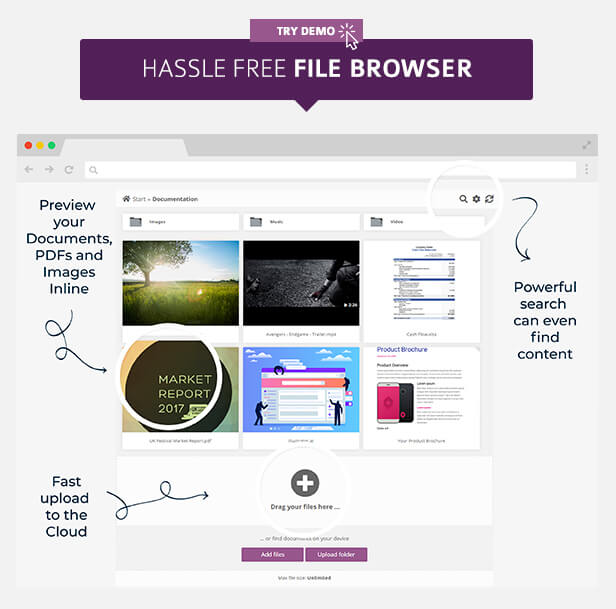 TRY DEMO
HASSLE FREE FILE BROWSER
Preview
your
Documents,
PDFs and
Images
Inline
Start » Documentation
Images
Music
Video
2:26
Avengers - Endgame - Trailer.mp4
Cash Flow.xlsx
Powerful
search
can even
find
content
MARKET
REPORT
2017
UK Festival Market Report.pdf
Illustrator.ai
Product Brochure
Product Overview
Your Product Brochure
Fast
upload
to the
Cloud
Drag your files here ...
... or find documents on your device
Add files
Upload folder
Max file size: Unlimited